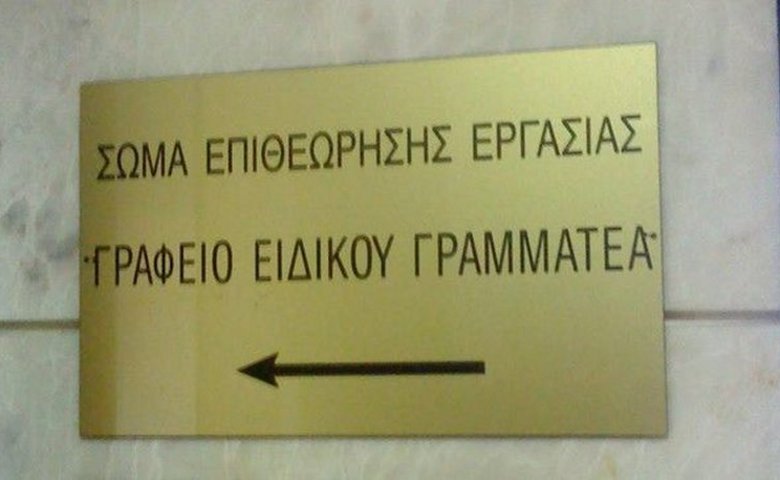 ΣΩΜΑ ΕΠΙΘΕΩΡΗΣΗΣ ΕΡΓΑΣΙΑΣ
ΓΡΑΦΕΙΟ ΕΙΔΙΚΟΥ ΓΡΑΜΜΑΤΕΑ